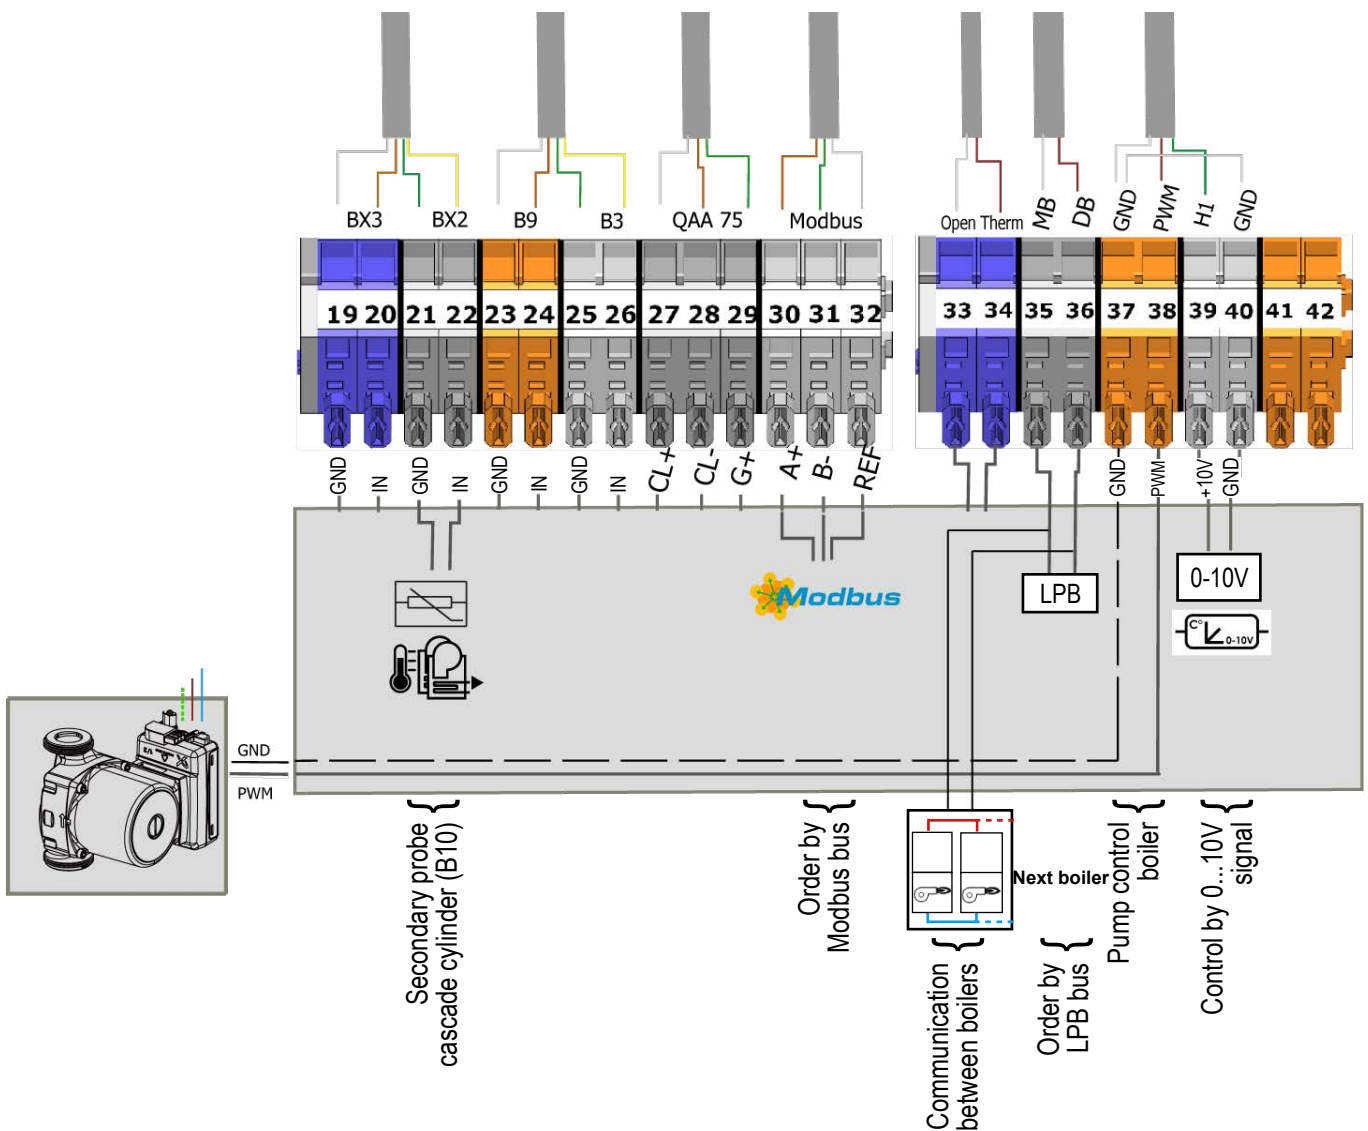 BX3
BX2
B9
B3
QAA 75
Modbus
Open Therm
MB
DB
GND
PWM
H1
GND
19
20
21
22
23
24
25
26
27
28
29
30
31
32
33
34
35
36
37
38
39
40
41
42
GND
IN
GND
IN
GND
IN
GND
IN
CL+
CL-
G+
A+
B-
REF
GND
PWM
+10V
GND
Modbus
LPB
0-10V
C°
0-10V
GND
PWM
Secondary probe
cascade cylinder (B10)
Order by
Modbus bus
Next boiler
Communication
between boilers
Order by
LPB bus
Pump control
boiler
Control by 0...10V
signal